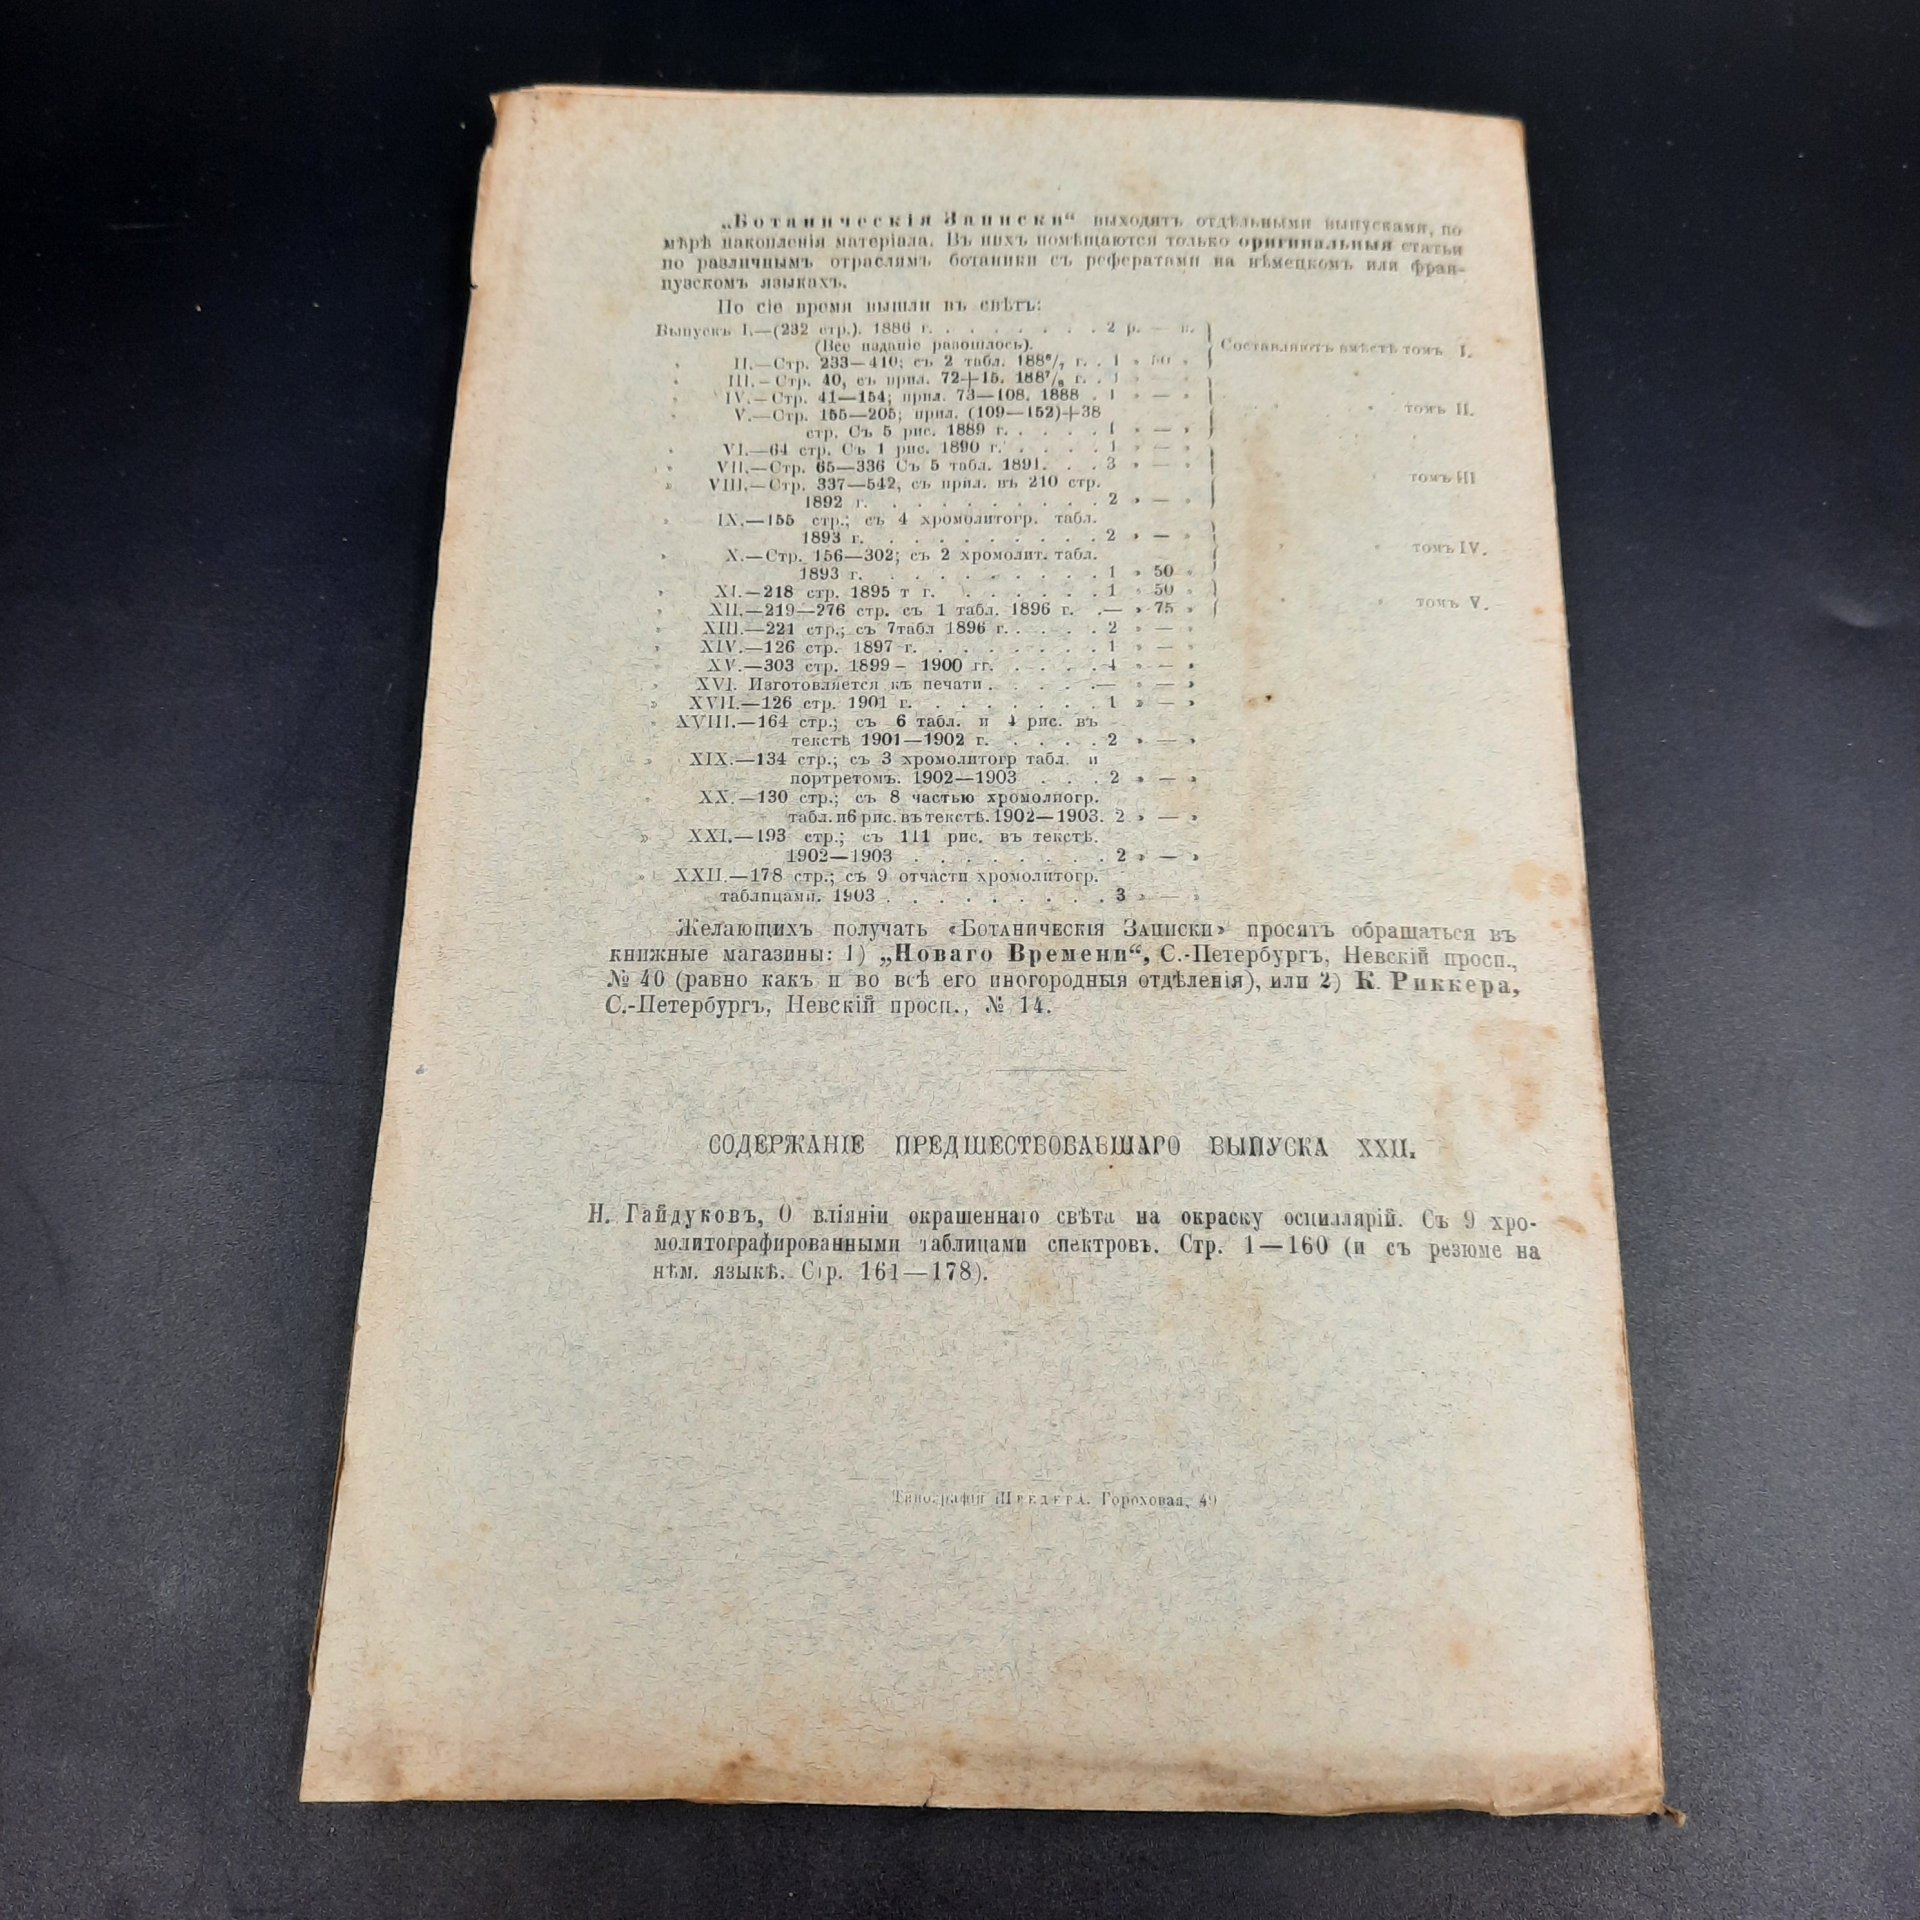 „Ботаническія Записки“ выходятъ отдѣльными выпусками, по
мѣрѣ накопленія матеріала. Въ нихъ помѣщаются только оригинальныя статьи
по различнымъ отраслямъ ботаники съ рефератами на нѣмецкомъ или фран-
цузскомъ языкахъ.
По сіе время вышли въ свѣтъ:
Выпускъ I.—(232 стр.). 1886 г. . . . . . . . 2 р. — к. } Составляютъ вмѣстѣ томъ I.
(Все изданіе разошлось).
„ II.—Стр. 233—410; съ 2 табл. 188⁶/₇ г. . 1 » 50 »
» III.—Стр. 40, съ прил. 72+15. 188⁷/₈ г. . 1 » — »
» IV.—Стр. 41—154; прил. 73—108. 1888 . 1 » — » } » » томъ II.
» V.—Стр. 155—205; прил. (109—152)+38
стр. Съ 5 рис. 1889 г. . . . . 1 » — »
» VI.—64 стр. Съ 1 рис. 1890 г. . . . . 1 » — »
» VII.—Стр. 65—336 Съ 5 табл. 1891. . . 3 » — » } » » томъ III
» VIII.—Стр. 337—542, съ прил. въ 210 стр.
1892 г. . . . . . . . . . 2 » — »
» IX.—155 стр.; съ 4 хромолитогр. табл.
1893 г. . . . . . . . . . 2 » — » } » » томъ IV.
» X.—Стр. 156—302; съ 2 хромолит. табл.
1893 г. . . . . . . . . . 1 » 50 »
» XI.—218 стр. 1895 г г. . . . . . . 1 » 50 » } » » томъ V.
» XII.—219—276 стр. съ 1 табл. 1896 г. .— » 75 »
» XIII.—221 стр.; съ 7табл 1896 г. . . . . 2 » — »
» XIV.—126 стр. 1897 г. . . . . . . . 1 » — »
» XV.—303 стр. 1899 - 1900 гг. . . . . 4 » — »
» XVI. Изготовляется къ печати . . . . .— » — »
» XVII.—126 стр. 1901 г. . . . . . . . 1 » — »
» XVIII.—164 стр.; съ 6 табл. и 4 рис. въ
текстѣ 1901—1902 г. . . . . 2 » — »
» XIX.—134 стр.; съ 3 хромолитогр табл. и
портретомъ. 1902—1903 . . . 2 » — »
» XX.—130 стр.; съ 8 частью хромолиогр.
табл. и6 рис. въ текстѣ. 1902—1903. 2 » — »
» XXI.—193 стр.; съ 111 рис. въ текстѣ.
1902—1903 . . . . . . . . 2 » — »
» XXII.—178 стр.; съ 9 отчасти хромолитогр.
таблицами. 1903 . . . . . . . . . 3 » — »
Желающихъ получать «Ботаническія Записки» просятъ обращаться въ
книжные магазины: 1) „Новаго Времени“, С.-Петербургъ, Невскій просп.,
№ 40 (равно какъ и во всѣ его иногородныя отдѣленія), или 2) К. Риккера,
С.-Петербургъ, Невскій просп., № 14.
СОДЕРЖАНІЕ ПРЕДШЕСТВОВАВШАГО ВЫПУСКА XXII.
Н. Гайдуковъ, О вліяніи окрашеннаго свѣта на окраску осциллярій. Съ 9 хро-
молитографированными таблицами спектровъ. Стр. 1—160 (и съ резюме на
нѣм. языкѣ. Стр. 161—178).
Типографія ШРЕДЕРА. Гороховая, 49